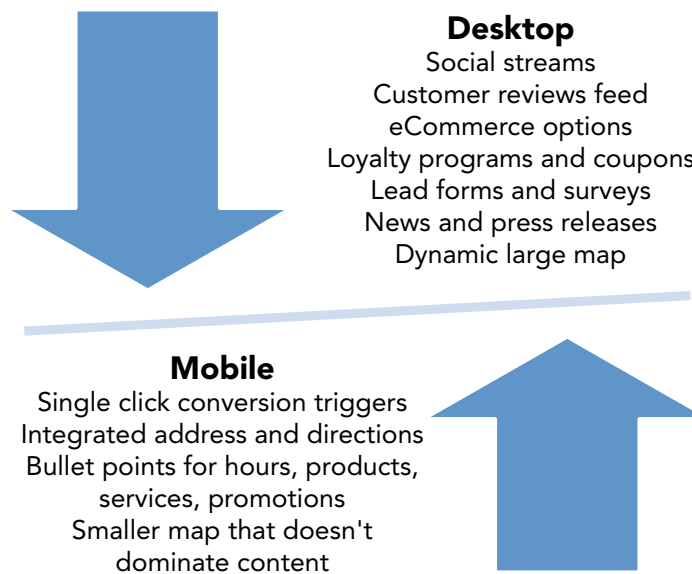 Desktop
Social streams
Customer reviews feed
eCommerce options
Loyalty programs and coupons
Lead forms and surveys
News and press releases
Dynamic large map
Mobile
Single click conversion triggers
Integrated address and directions
Bullet points for hours, products,
services, promotions
Smaller map that doesn't
dominate content